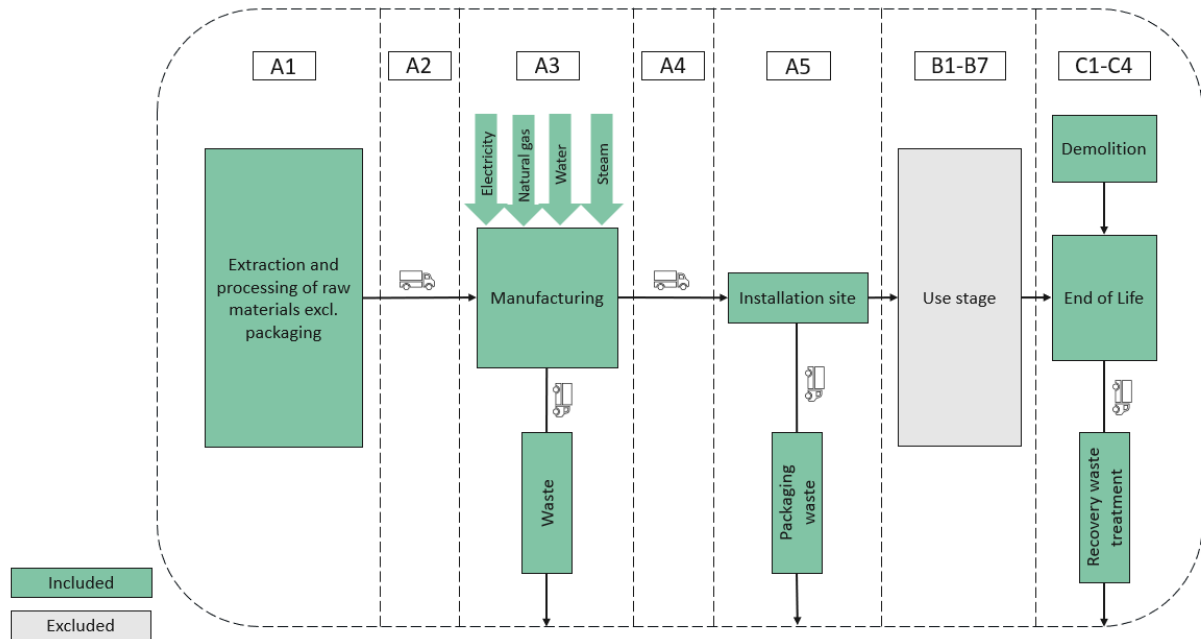 A1
A2
A3
A4
A5
B1-B7
C1-C4
Electricity
Natural gas
Water
Steam
Demolition
Extraction and
processing of raw
materials excl.
packaging
Manufacturing
Installation site
Use stage
End of Life
Waste
Packaging
waste
Recovery waste
treatment
Included
Excluded